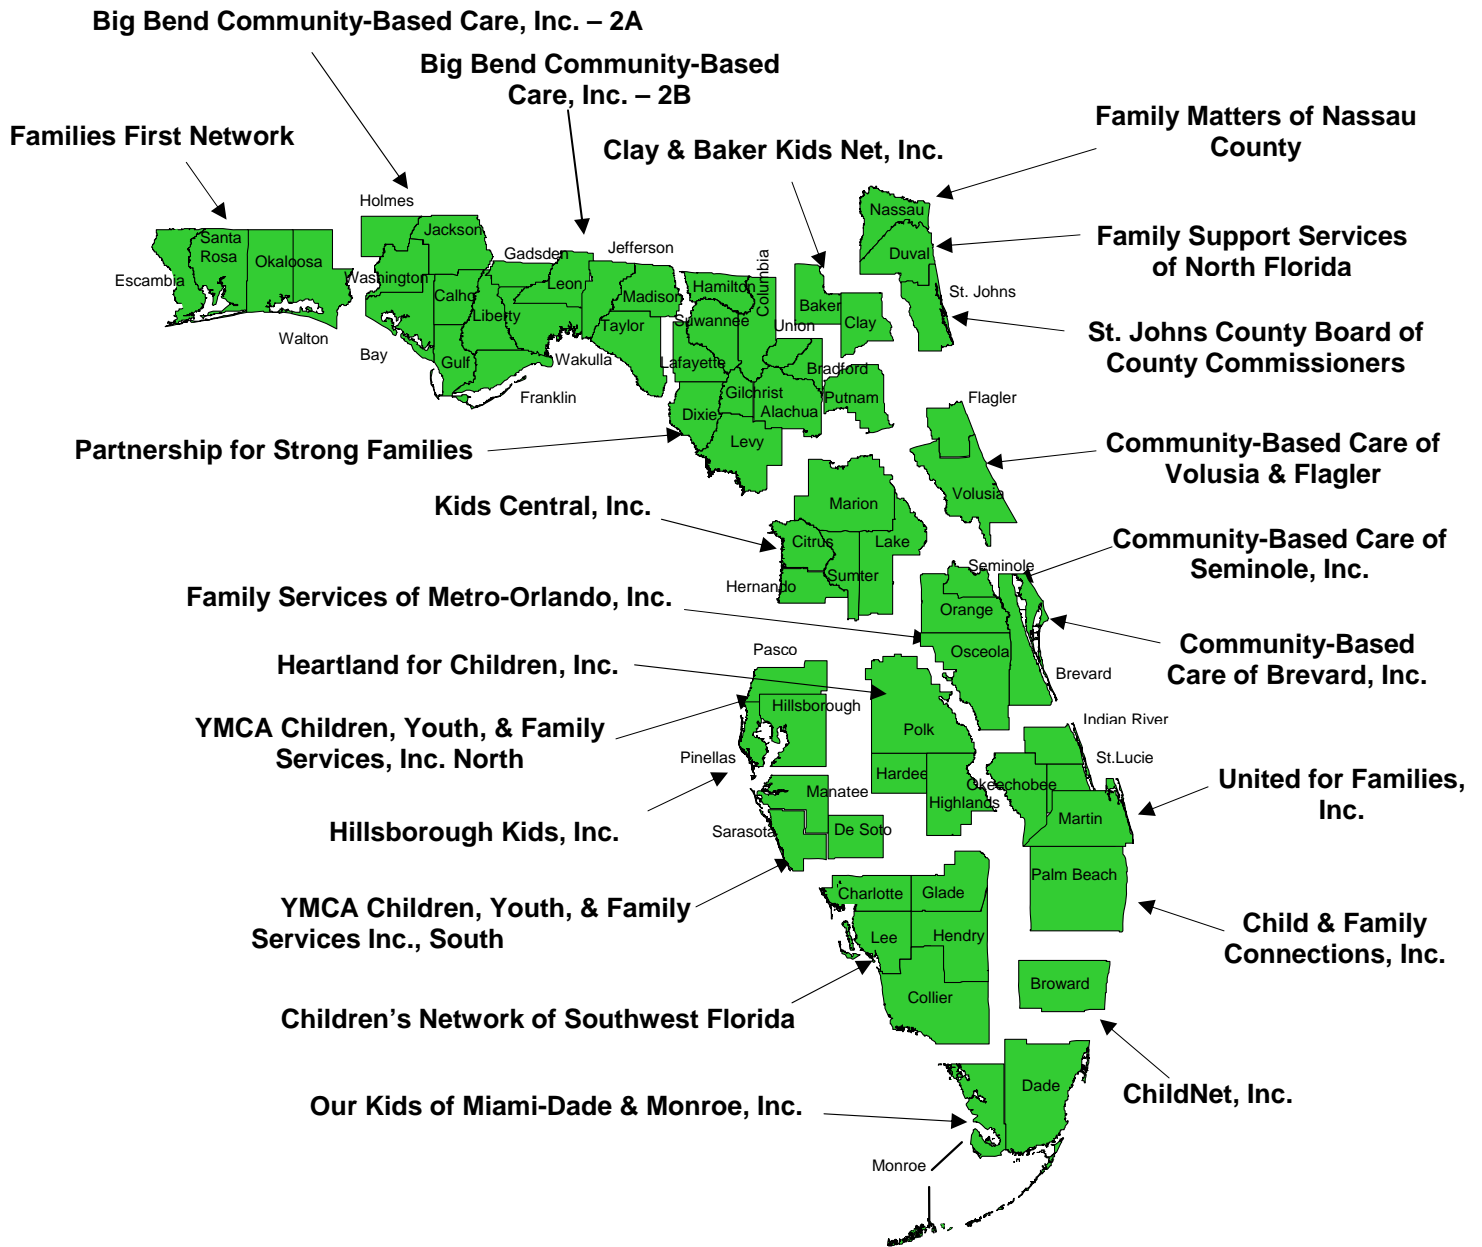 Big Bend Community-Based Care, Inc. – 2A
Big Bend Community-Based
Care, Inc. – 2B
Families First Network
Clay & Baker Kids Net, Inc.
Family Matters of Nassau
County
Family Support Services
of North Florida
St. Johns County Board of
County Commissioners
Holmes
Jackson
Washington
Gadsden
Jefferson
Leon
Madison
Hamilton
Columbia
Nassau
Duval
St. Johns
Santa
Rosa
Okaloosa
Escambia
Walton
Bay
Calho
Liberty
Gulf
Wakulla
Franklin
Taylor
Suwannee
Lafayette
Union
Baker
Clay
Bradford
Putnam
Gilchrist
Alachua
Dixie
Levy
Flagler
Volusia
Partnership for Strong Families
Community-Based Care of
Volusia & Flagler
Kids Central, Inc.
Marion
Citrus
Lake
Hernando
Sumter
Community-Based Care of
Seminole, Inc.
Family Services of Metro-Orlando, Inc.
Seminole
Orange
Osceola
Brevard
Community-Based
Care of Brevard, Inc.
Heartland for Children, Inc.
Pasco
Hillsborough
Pinellas
YMCA Children, Youth, & Family
Services, Inc. North
Polk
Hardee
Highlands
Indian River
St.Lucie
Okeechobee
Martin
United for Families,
Inc.
Hillsborough Kids, Inc.
Manatee
Sarasota
De Soto
YMCA Children, Youth, & Family
Services Inc., South
Charlotte
Glade
Lee
Hendry
Collier
Palm Beach
Child & Family
Connections, Inc.
Children’s Network of Southwest Florida
Broward
ChildNet, Inc.
Our Kids of Miami-Dade & Monroe, Inc.
Dade
Monroe